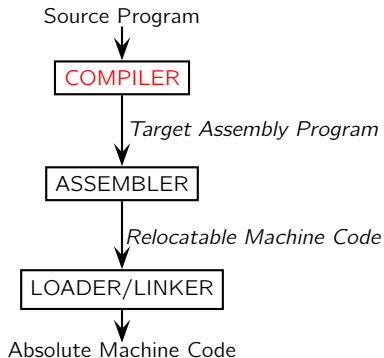 Source Program
COMPILER
Target Assembly Program
ASSEMBLER
Relocatable Machine Code
LOADER/LINKER
Absolute Machine Code